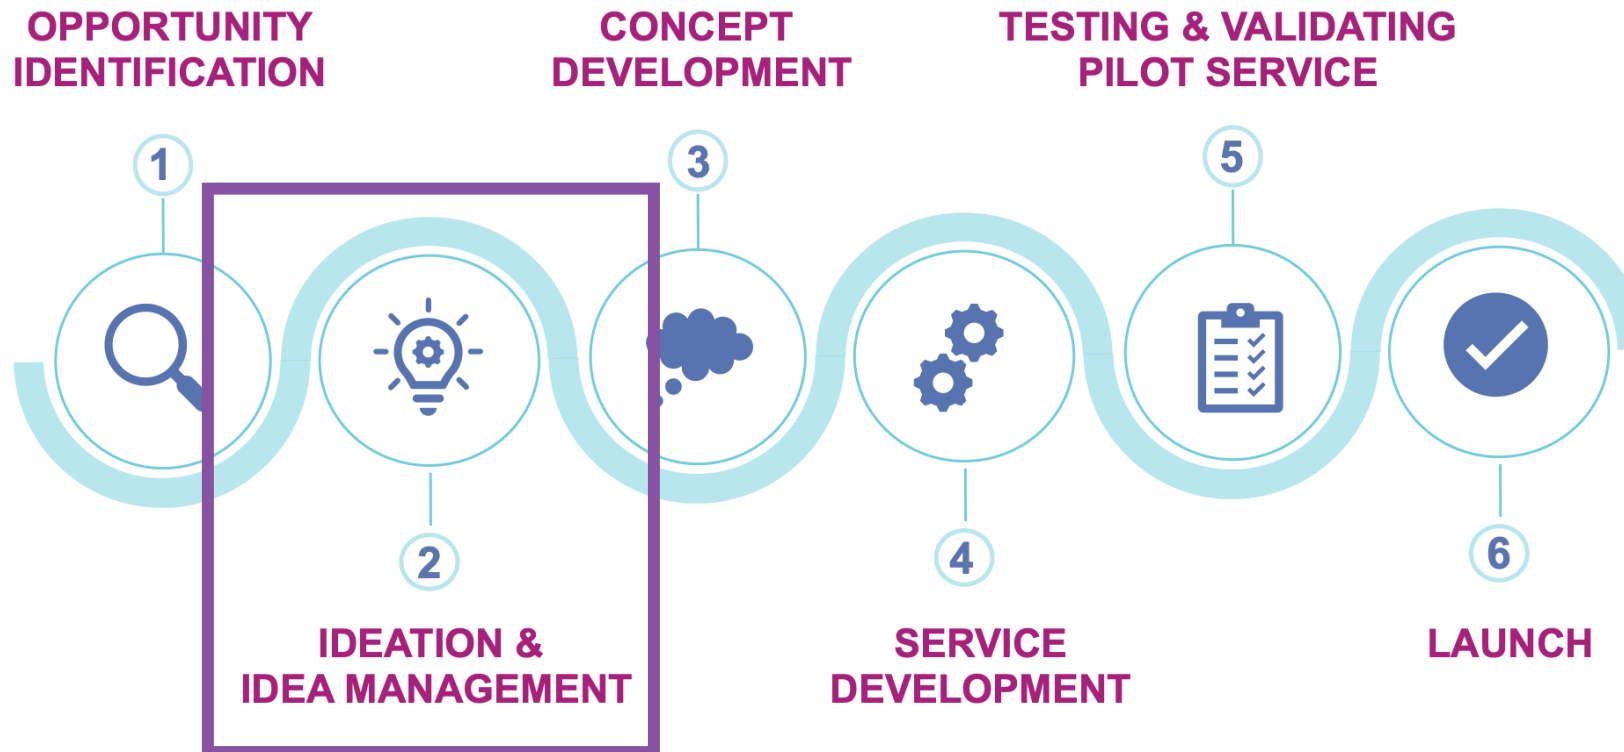 OPPORTUNITY
IDENTIFICATION
CONCEPT
DEVELOPMENT
TESTING & VALIDATING
PILOT SERVICE
1
3
5
2
4
6
IDEATION &
IDEA MANAGEMENT
SERVICE
DEVELOPMENT
LAUNCH